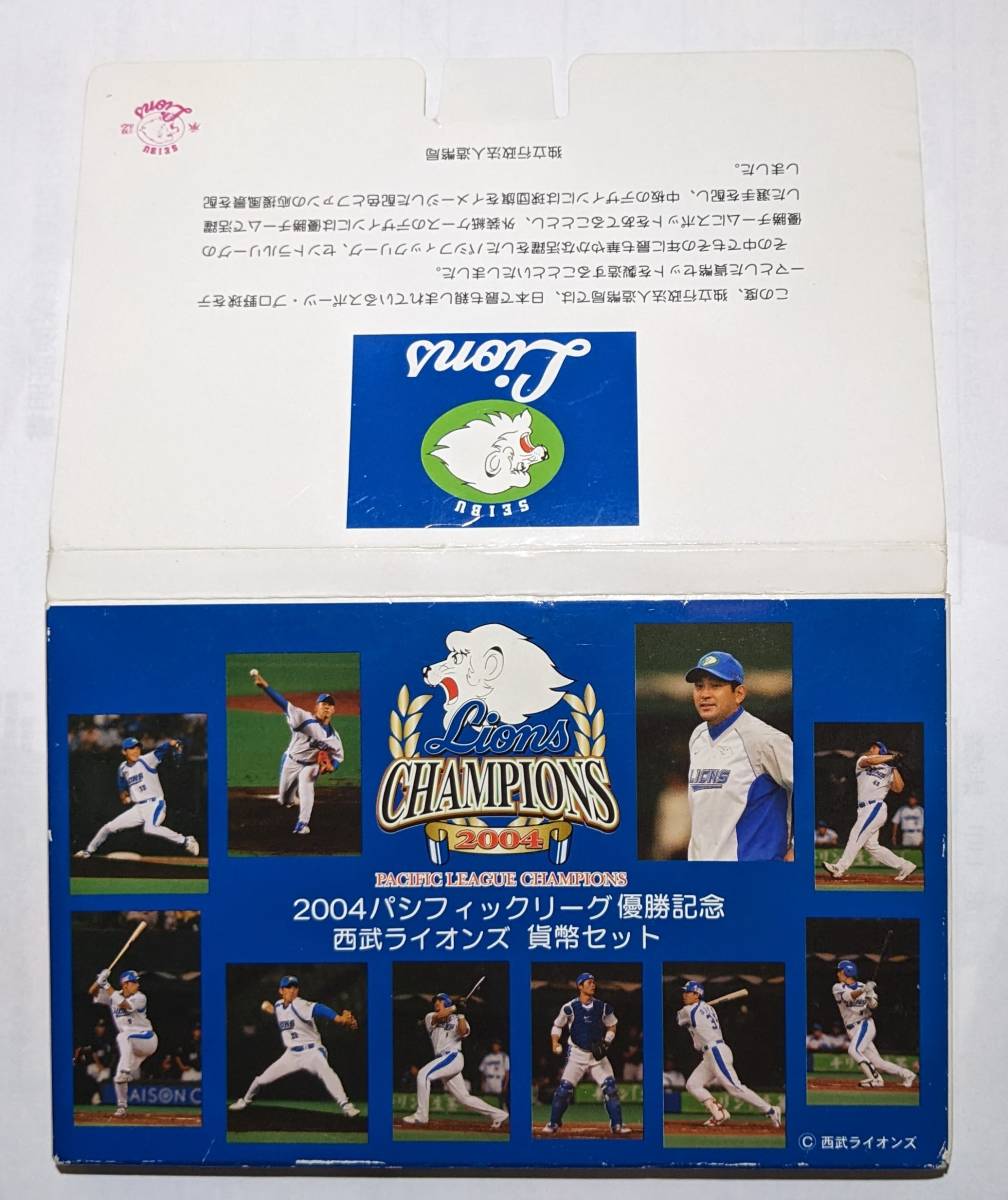 SEIBU
Lions
この度、独立行政法人造幣局では、日本で最も親しまれているスポーツ・プロ野球をテ
ーマとした貨幣セットを製造することといたしました。
その中でもその年に最も華やかな活躍をしたパシフィックリーグ、セントラルリーグの
優勝チームにスポットをあてることとし、外装紙ケースのデザインには優勝チームで活躍
した選手を配し、中板のデザインには球団旗をイメージした配色とファンの応援風景を配
しました。
独立行政法人造幣局
SEIBU
Lions
Lions
CHAMPIONS
2004
PACIFIC LEAGUE CHAMPIONS
2004パシフィックリーグ優勝記念
西武ライオンズ 貨幣セット
LIONS
AISON C
© 西武ライオンズ